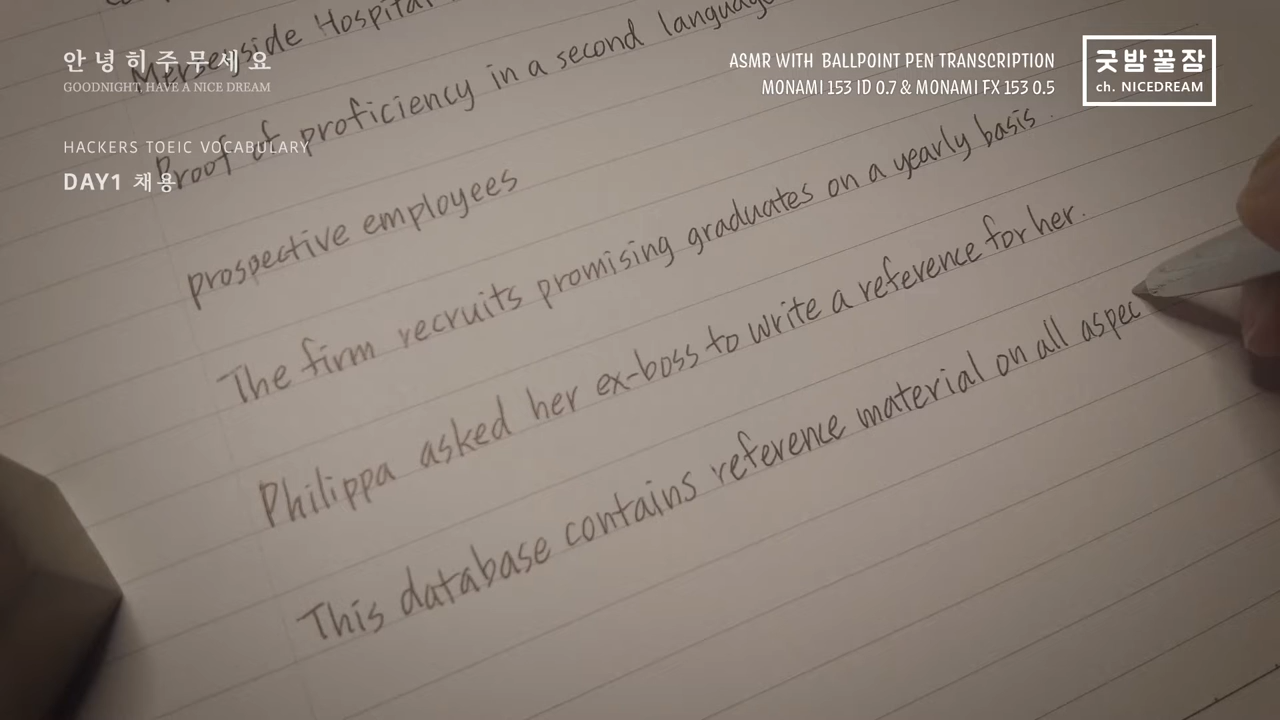 안녕히주무세요
GOODNIGHT, HAVE A NICE DREAM
HACKERS TOEIC VOCABULARY
DAY1 채용
ASMR WITH BALLPOINT PEN TRANSCRIPTION
MONAMI 153 ID 0.7 & MONAMI FX 153 0.5
굿밤꿀잠
ch. NICEDREAM
Merseyside Hospital
Proof of proficiency in a second language
prospective employees
The firm recruits promising graduates on a yearly basis.
Philippa asked her ex-boss to write a reference for her.
This database contains reference material on all aspec